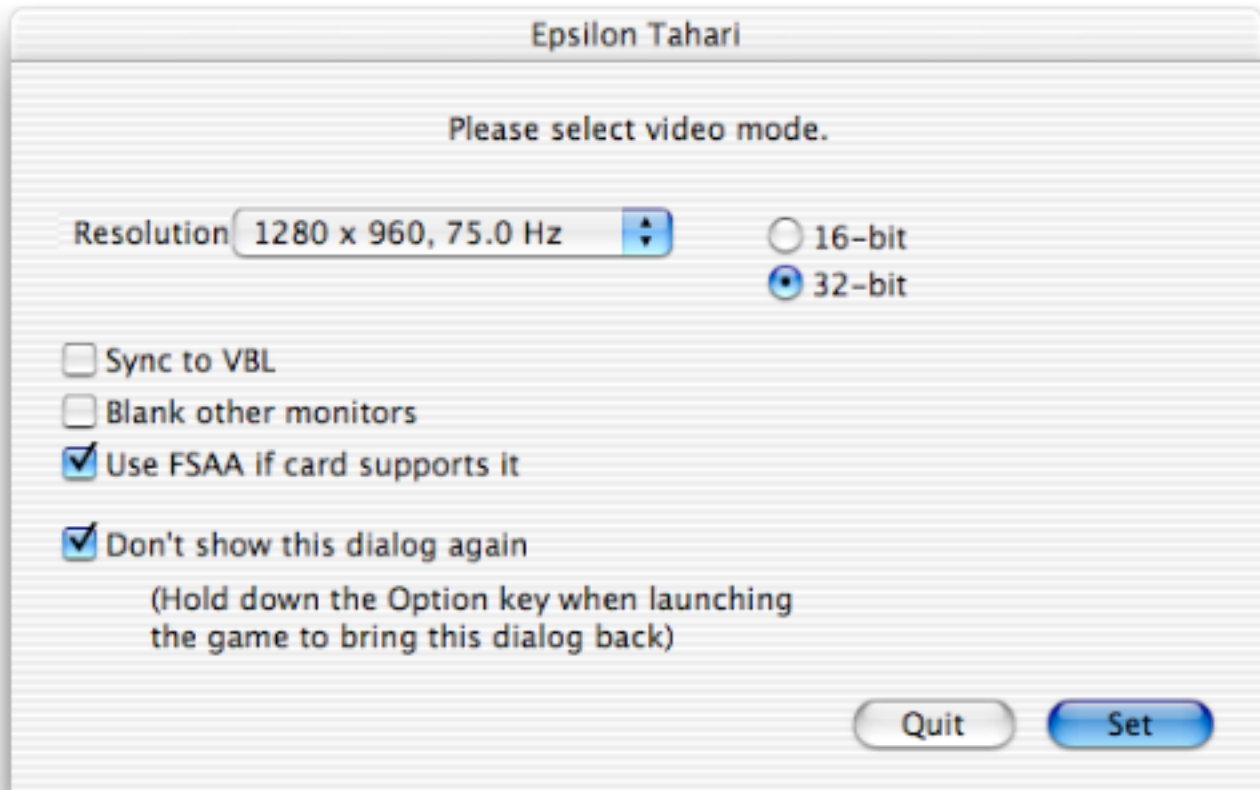 Epsilon Tahari
Please select video mode.
Resolution 1280 x 960, 75.0 Hz
16-bit
32-bit
Sync to VBL
Blank other monitors
Use FSAA if card supports it
Don't show this dialog again
(Hold down the Option key when launching
the game to bring this dialog back)
Quit Set